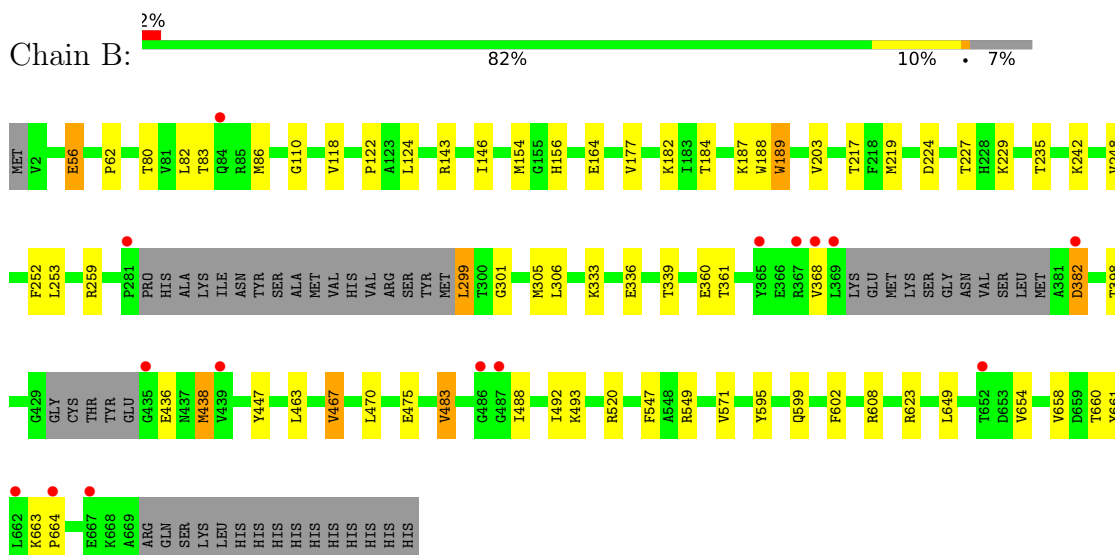 2%
Chain B:
82% 10% • 7%
MET V2 E56 P62 T80 V81 L82 T83 Q84 R85 M86 G110 V118 P122 A123 L124 R143 I146 M154 G155 H156 E164 V177 K182 I183 T184 K187 W188 W189 V203 T217 F218 M219 D224 T227 H228 K229 T235 K242
F252 L253 R259 P281 PRO HIS ALA LYS ILE ASN TYR SER ALA MET VAL HIS VAL ARG SER TYR MET L299 T300 G301 M305 L306 K333 E336 T339 E360 T361 Y365 E366 R367 V368 L369 LYS GLU MET LYS SER GLY ASN VAL SER LEU MET A381 D382 T398
G429 GLY CYS THR TYR GLU G435 E436 N437 M438 V439 Y447 L463 V467 L470 E475 V483 G486 G487 I488 I492 K493 R520 F547 A548 R549 V571 Y595 Q599 F602 R608 R623 L649 T652 D653 V654 V658 D659 T660 Y661
L662 K663 P664 E667 K668 A669 ARG GLN SER LYS LEU HIS HIS HIS HIS HIS HIS HIS HIS HIS HIS